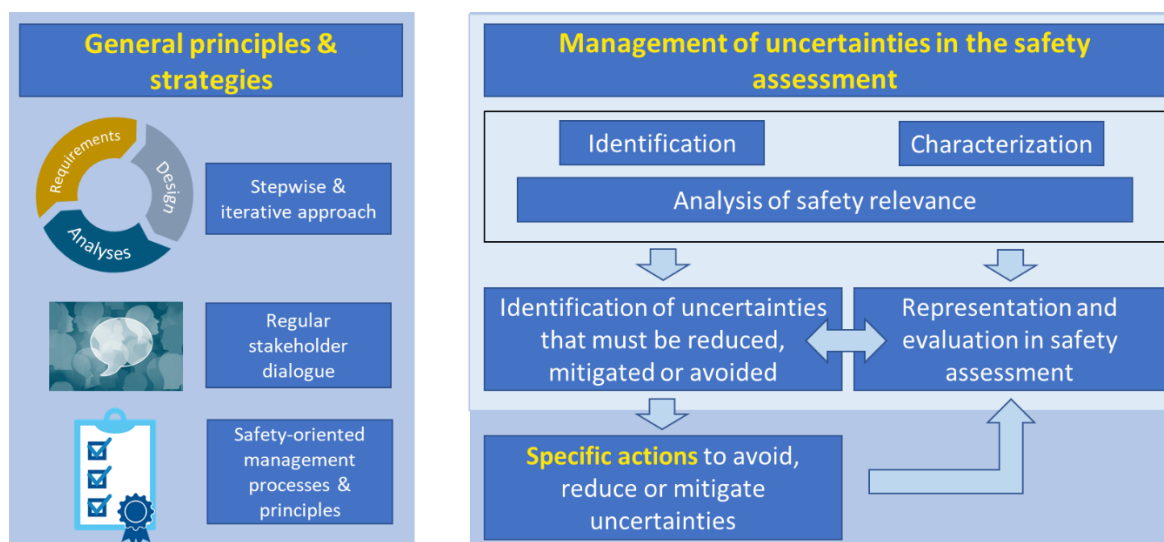 General principles &
strategies
Requirements
Design
Analyses
Stepwise &
iterative approach
Regular
stakeholder
dialogue
Safety-oriented
management
processes &
principles
Management of uncertainties in the safety
assessment
Identification
Characterization
Analysis of safety relevance
Identification of uncertainties
that must be reduced,
mitigated or avoided
Representation and
evaluation in safety
assessment
Specific actions to avoid,
reduce or mitigate
uncertainties